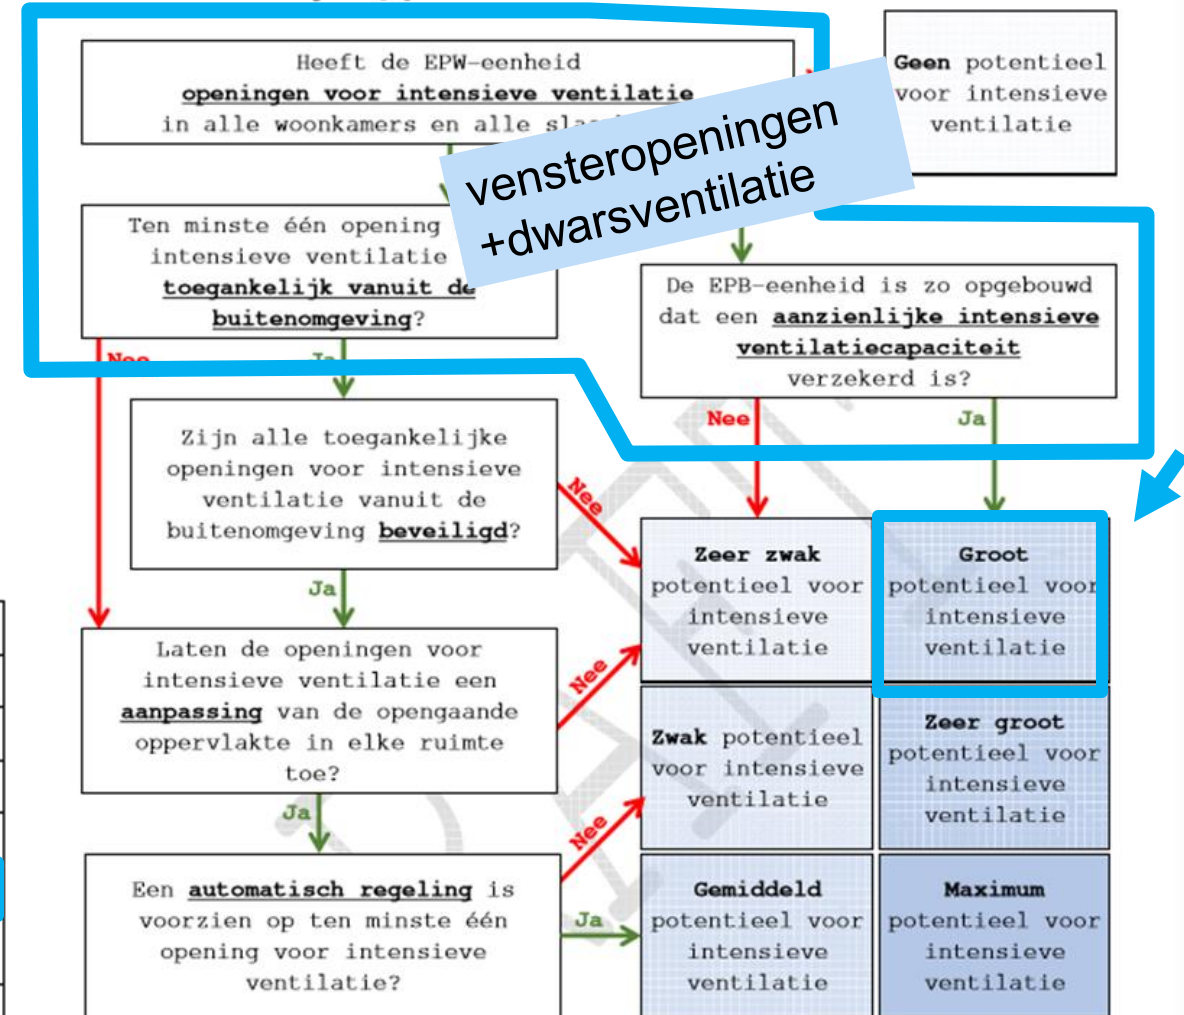 Heeft de EPW-eenheid
openingen voor intensieve ventilatie
in alle woonkamers en alle
Geen potentieel
voor intensieve
ventilatie
vensteropeningen
+dwarsventilatie
Ten minste één opening
intensieve ventilatie
toegankelijk vanuit de
buitenomgeving?
De EPB-eenheid is zo opgebouwd
dat een aanzienlijke intensieve
ventilatiecapaciteit
verzekerd is?
Nee
Ja
Nee
Ja
Zijn alle toegankelijke
openingen voor intensieve
ventilatie vanuit de
buitenomgeving beveiligd?
Nee
Ja
Zeer zwak
potentieel voor
intensieve
ventilatie
Groot
potentieel voor
intensieve
ventilatie
Laten de openingen voor
intensieve ventilatie een
aanpassing van de opengaande
oppervlakte in elke ruimte
toe?
Nee
Ja
Zwak potentieel
voor intensieve
ventilatie
Zeer groot
potentieel voor
intensieve
ventilatie
Nee
Een automatisch regeling is
voorzien op ten minste één
opening voor intensieve
ventilatie?
Ja
Gemiddeld
potentieel voor
intensieve
ventilatie
Maximum
potentieel voor
intensieve
ventilatie